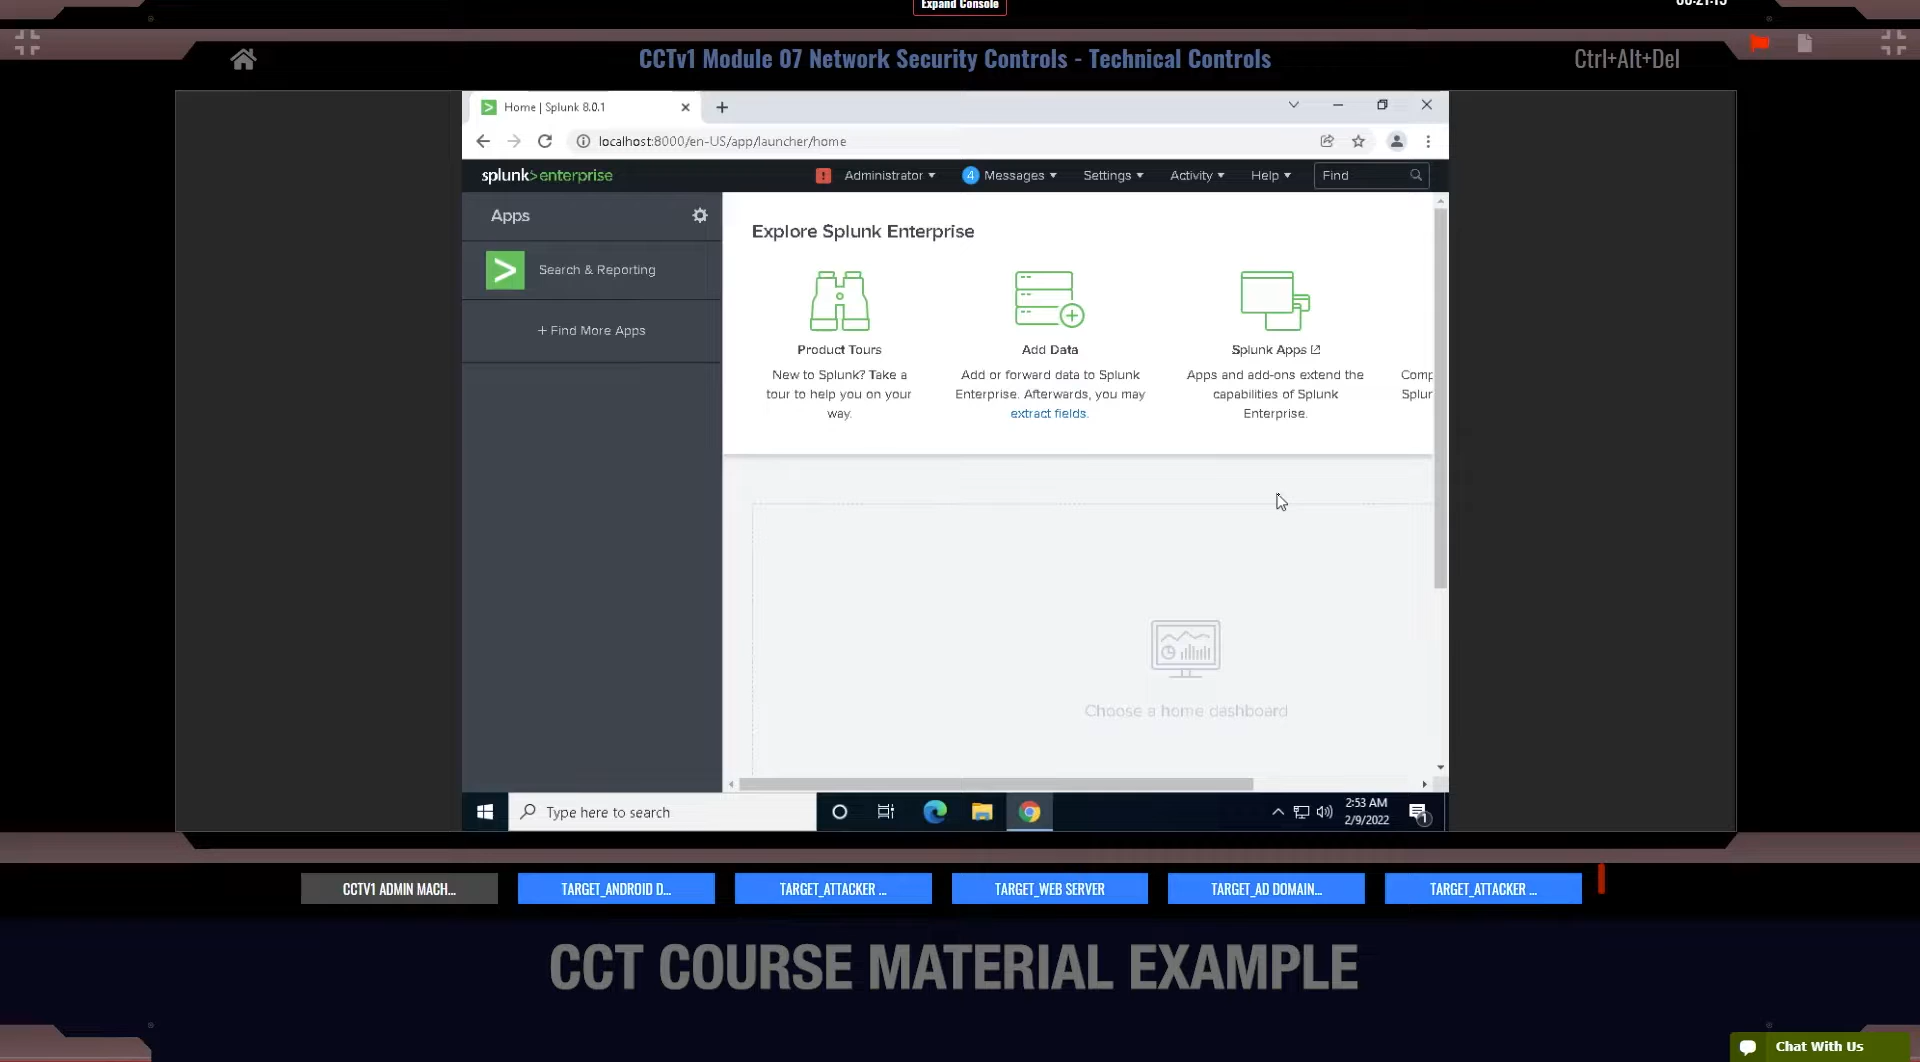 Expand Console
CCTv1 Module 07 Network Security Controls - Technical Controls
Ctrl+Alt+Del
Home | Splunk 8.0.1
localhost:8000/en-US/app/launcher/home
splunk>enterprise
!
Administrator
4
Messages
Settings
Activity
Help
Find
Apps
Search & Reporting
+ Find More Apps
Explore Splunk Enterprise
Product Tours
New to Splunk? Take a
tour to help you on your
way.
Add Data
Add or forward data to Splunk
Enterprise. Afterwards, you may
extract fields.
Splunk Apps
Apps and add-ons extend the
capabilities of Splunk
Enterprise.
Comp
Splun
Choose a home dashboard
Type here to search
2:53 AM
2/9/2022
1
CCTV1 ADMIN MACH...
TARGET_ANDROID D...
TARGET_ATTACKER ...
TARGET_WEB SERVER
TARGET_AD DOMAIN...
TARGET_ATTACKER ...
CCT COURSE MATERIAL EXAMPLE
Chat With Us